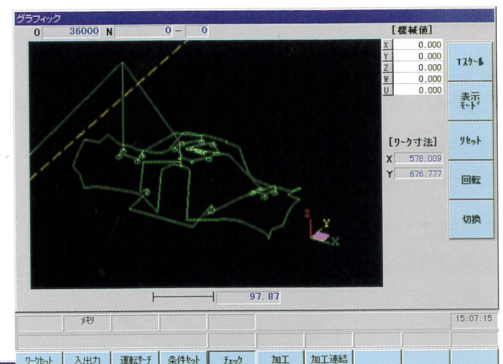 グラフィック
O 36000 N 0 - 0
[機械値]
X 0.000
Y 0.000
Z 0.000
W 0.000
U 0.000
Tスケール
表示
モード
リセット
回転
切換
[ワーク寸法]
X 576.009
Y 676.777
Z
Y
X
97.87
メモリ
15:07:15
ワークセット 入出力 運転サーチ 条件セット チェック 加工 加工連結